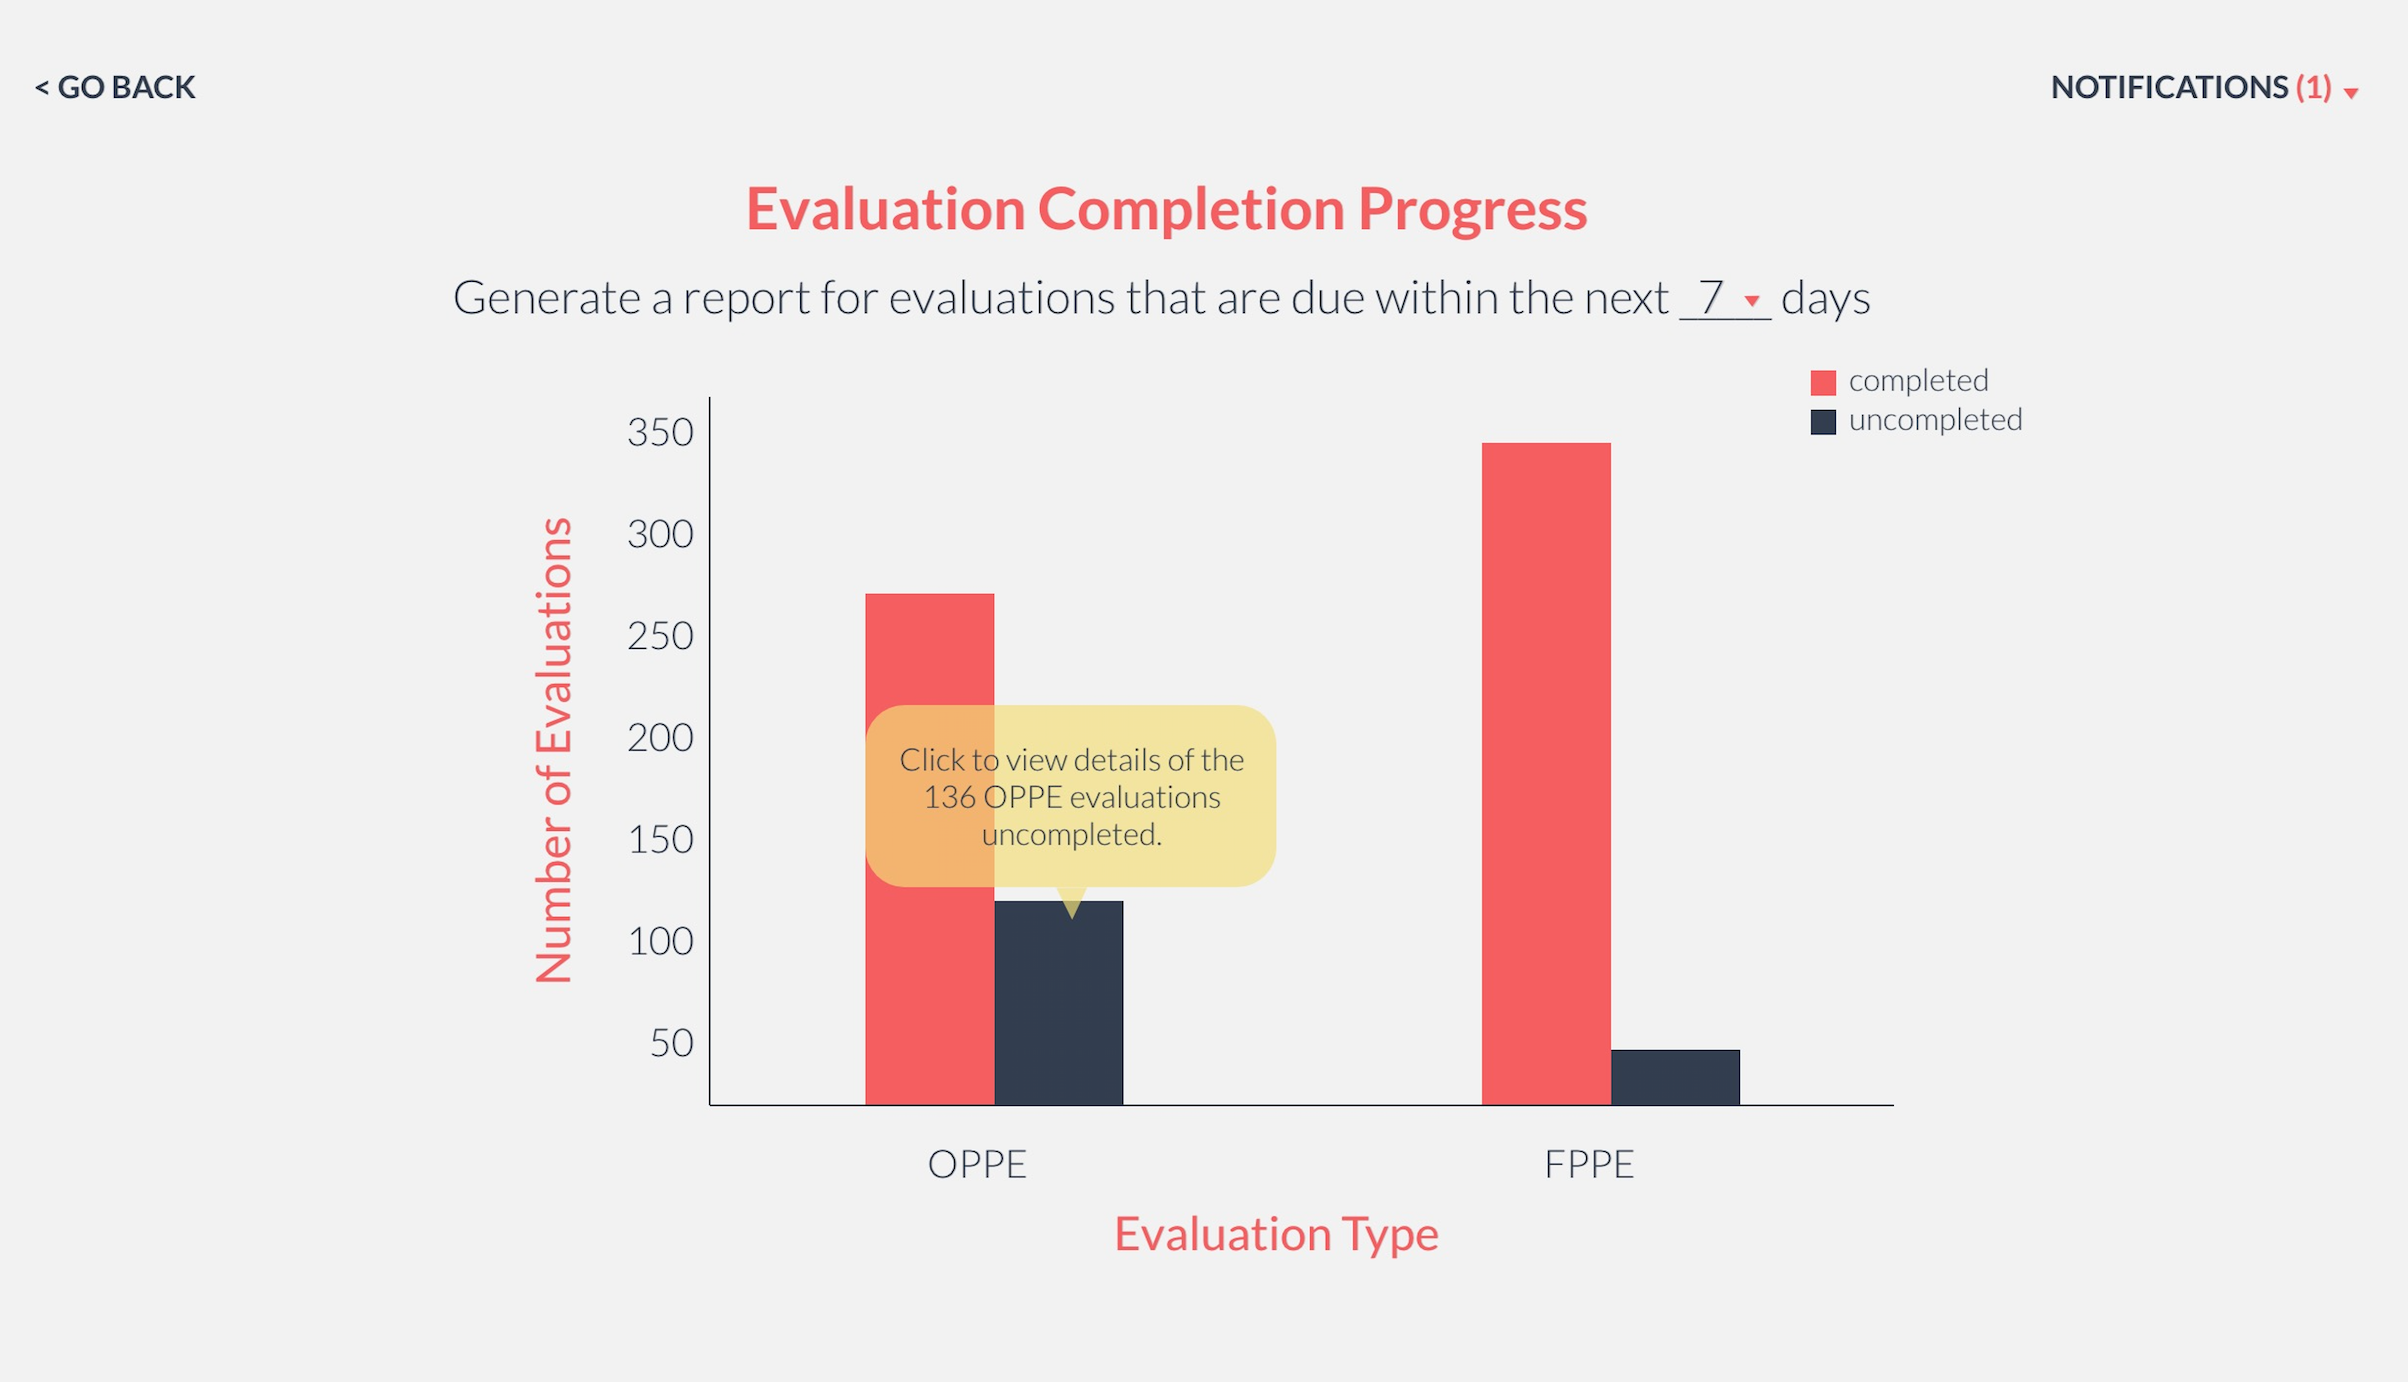 < GO BACK
NOTIFICATIONS (1)
Evaluation Completion Progress
Generate a report for evaluations that are due within the next 7 days
completed
uncompleted
350
300
250
200
150
100
50
Number of Evaluations
Click to view details of the
136 OPPE evaluations
uncompleted.
OPPE
FPPE
Evaluation Type